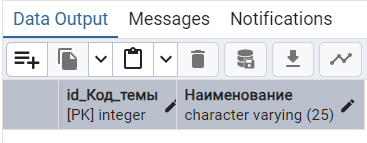 Data Output Messages Notifications
id_Код_темы Наименование
[PK] integer character varying (25)